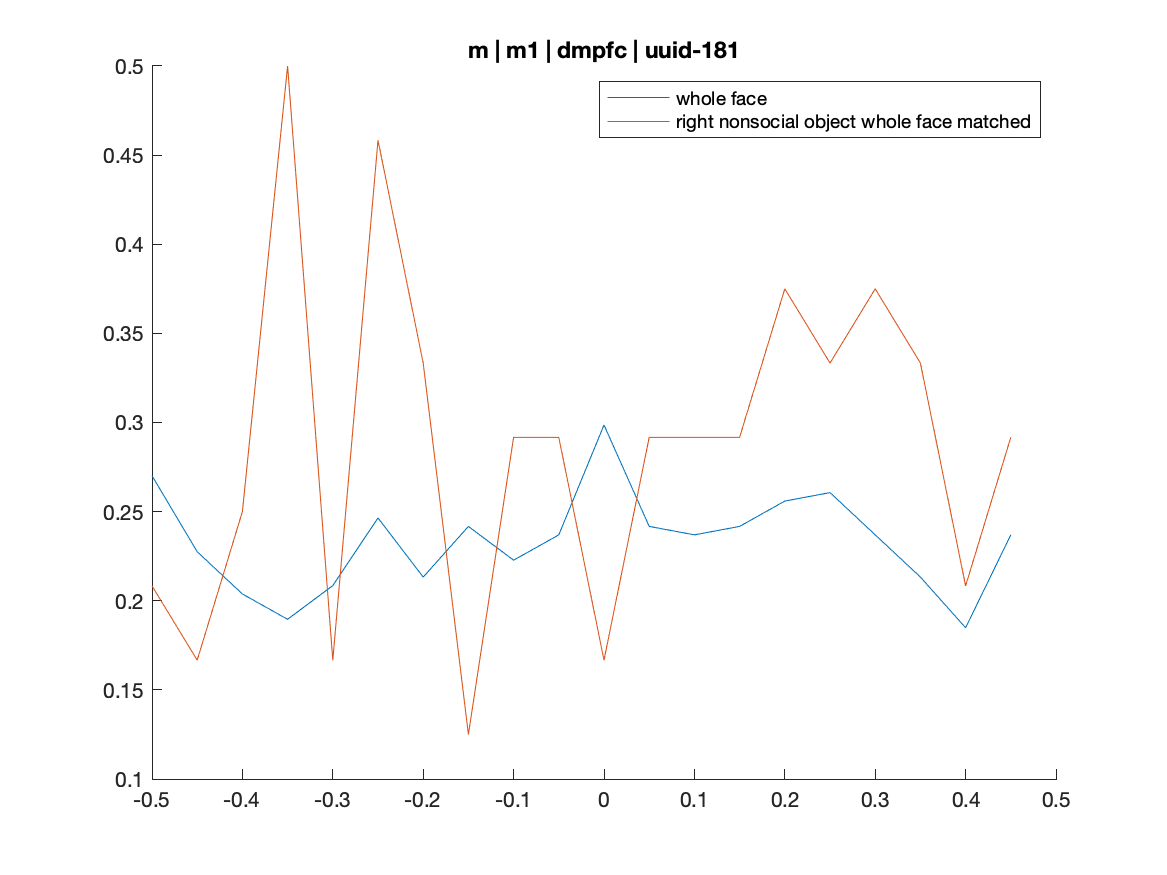 m | m1 | dmpfc | uuid-181
whole face
right nonsocial object whole face matched
0.5
0.45
0.4
0.35
0.3
0.25
0.2
0.15
0.1
-0.5 -0.4 -0.3 -0.2 -0.1 0 0.1 0.2 0.3 0.4 0.5